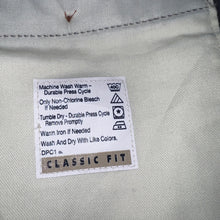 Machine Wash Warm –
Durable Press Cycle
Only Non-Chlorine Bleach
If Needed
Tumble Dry - Durable Press Cycle
Remove Promptly
Warm Iron If Needed
Wash And Dry With Like Colors.
DPC1
CLASSIC FIT